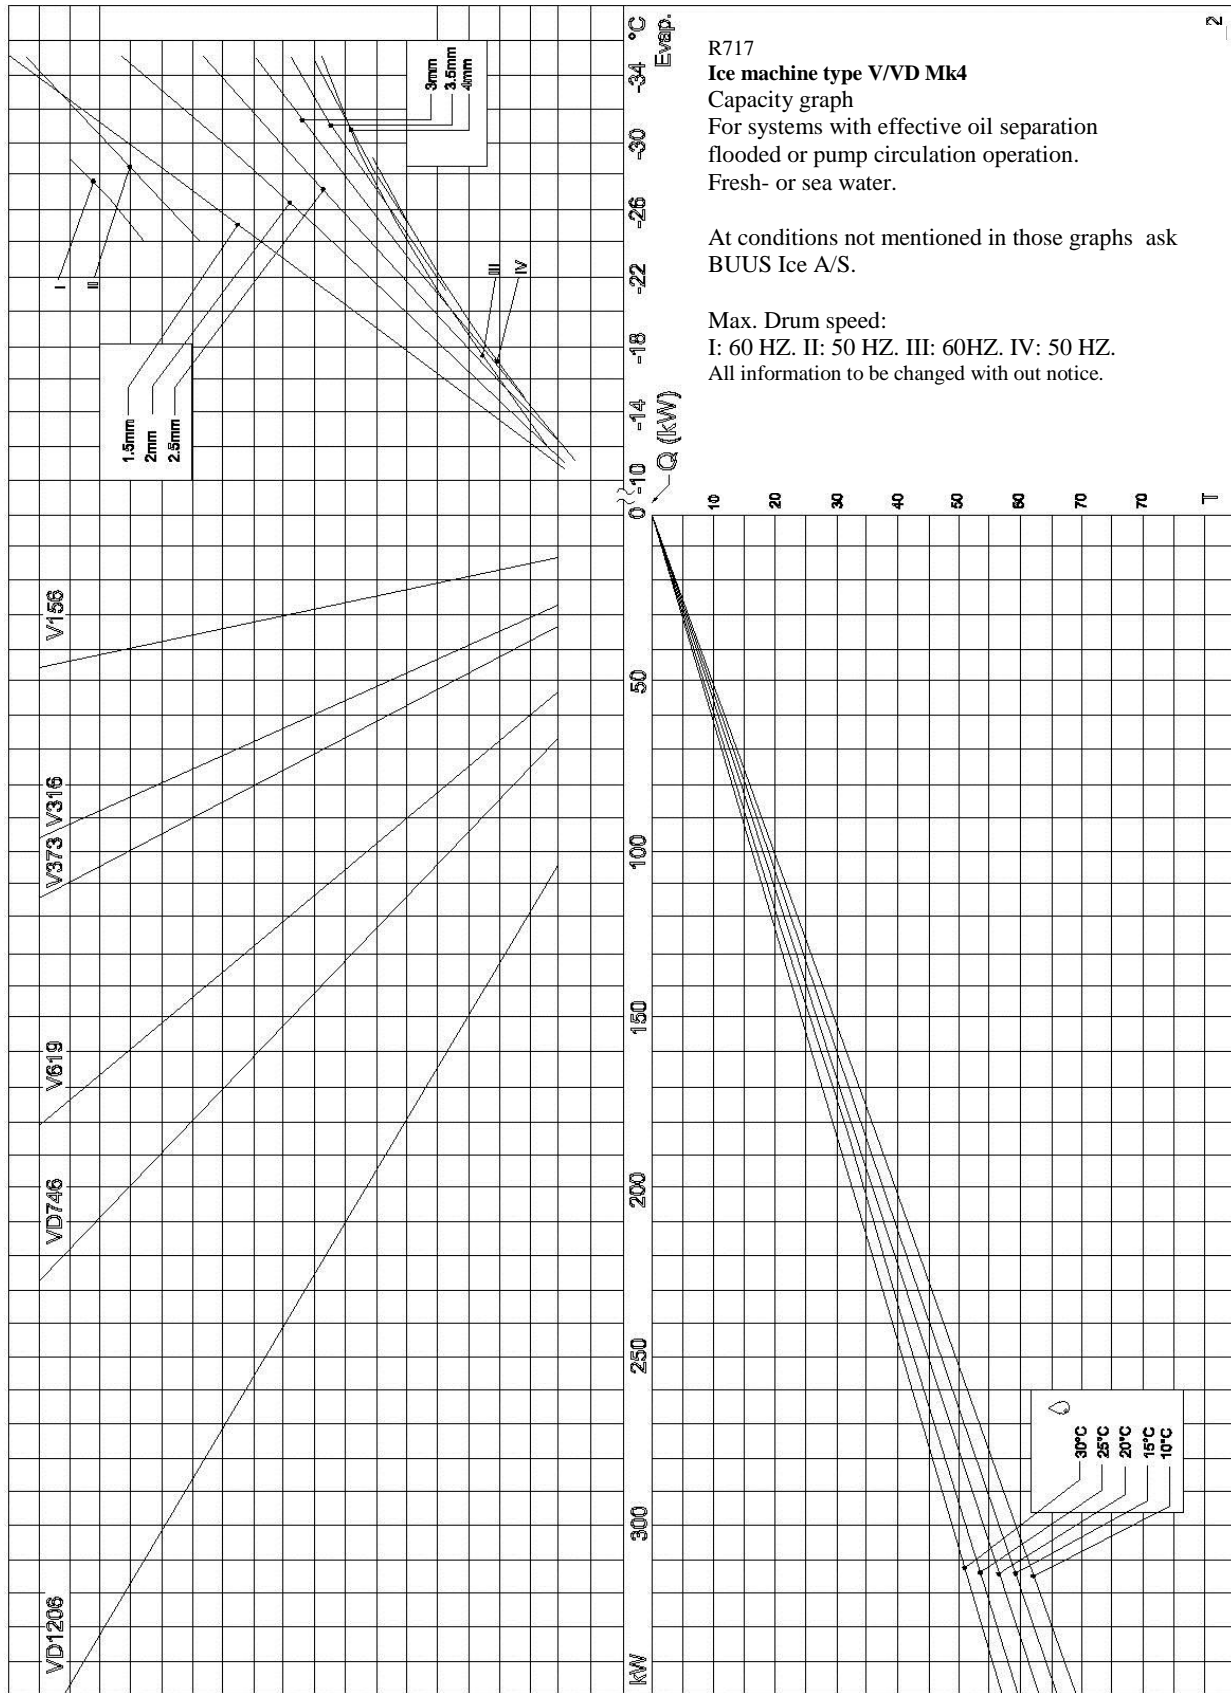 2
R717
Ice machine type V/VD Mk4
Capacity graph
For systems with effective oil separation
flooded or pump circulation operation.
Fresh- or sea water.
At conditions not mentioned in those graphs ask
BUUS Ice A/S.
Max. Drum speed:
I: 60 HZ. II: 50 HZ. III: 60HZ. IV: 50 HZ.
All information to be changed with out notice.
°C
Evap.
-34
-30
-26
-22
-18
-14
-10
Q (kW)
3mm
3.5mm
4mm
I
II
III
IV
1.5mm
2mm
2.5mm
0
50
100
150
200
250
300
kW
V156
V316
V373
V619
VD746
VD1206
10
20
30
40
50
60
70
70
T
30°C
25°C
20°C
15°C
10°C